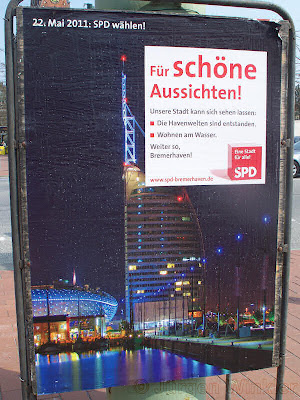 22. Mai 2011: SPD wählen!
Für schöne
Aussichten!
Unsere Stadt kann sich sehen lassen:
▪ Die Havenwelten sind entstanden.
▪ Wohnen am Wasser.
Weiter so,
Bremerhaven!
Eine Stadt
für alle!
SPD
www.spd-bremerhaven.de